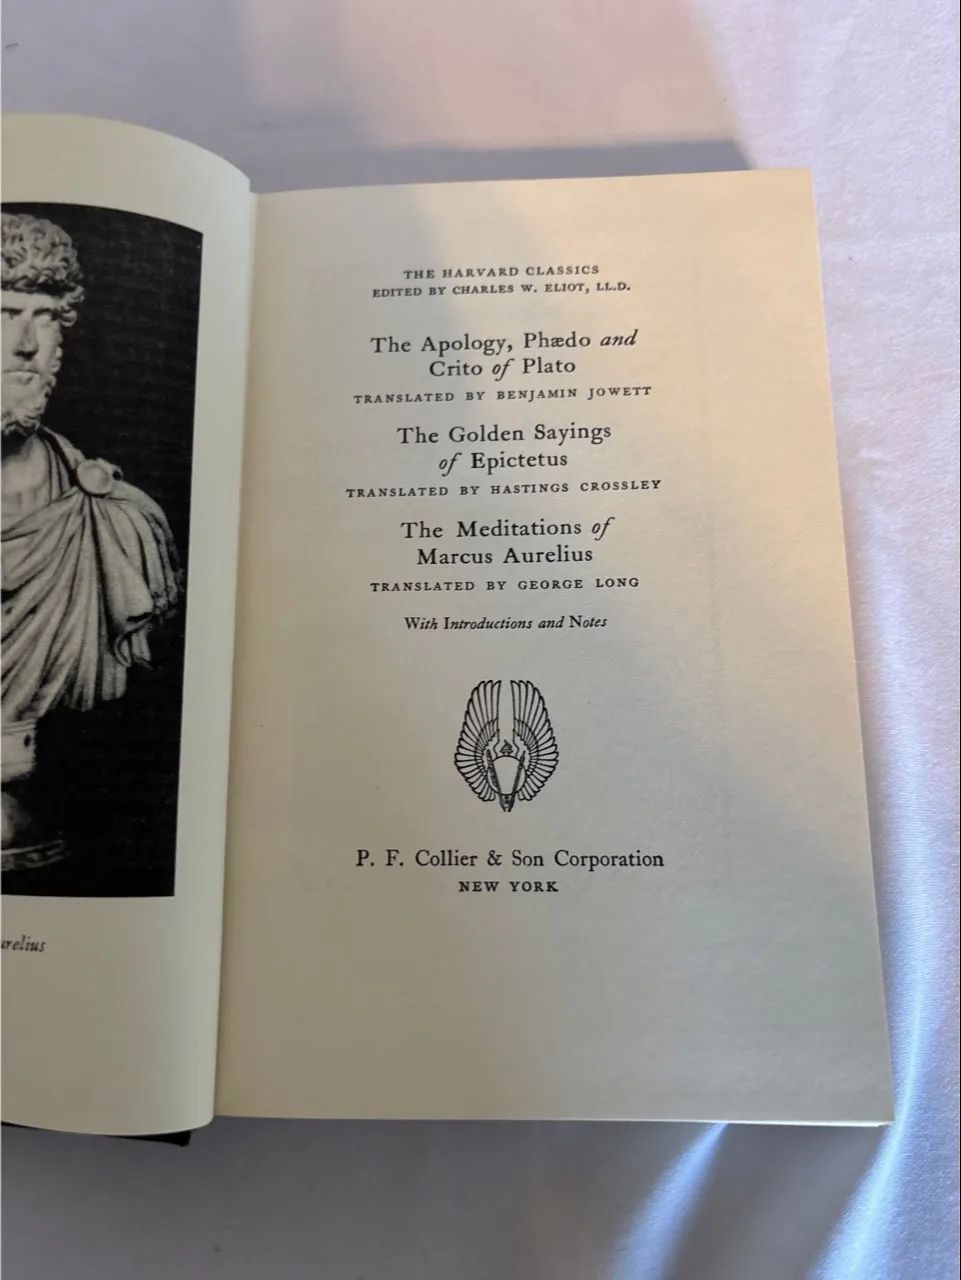 THE HARVARD CLASSICS
EDITED BY CHARLES W. ELIOT, LL.D.
The Apology, Phædo and
Crito of Plato
TRANSLATED BY BENJAMIN JOWETT
The Golden Sayings
of Epictetus
TRANSLATED BY HASTINGS CROSSLEY
The Meditations of
Marcus Aurelius
TRANSLATED BY GEORGE LONG
With Introductions and Notes
P. F. Collier & Son Corporation
NEW YORK